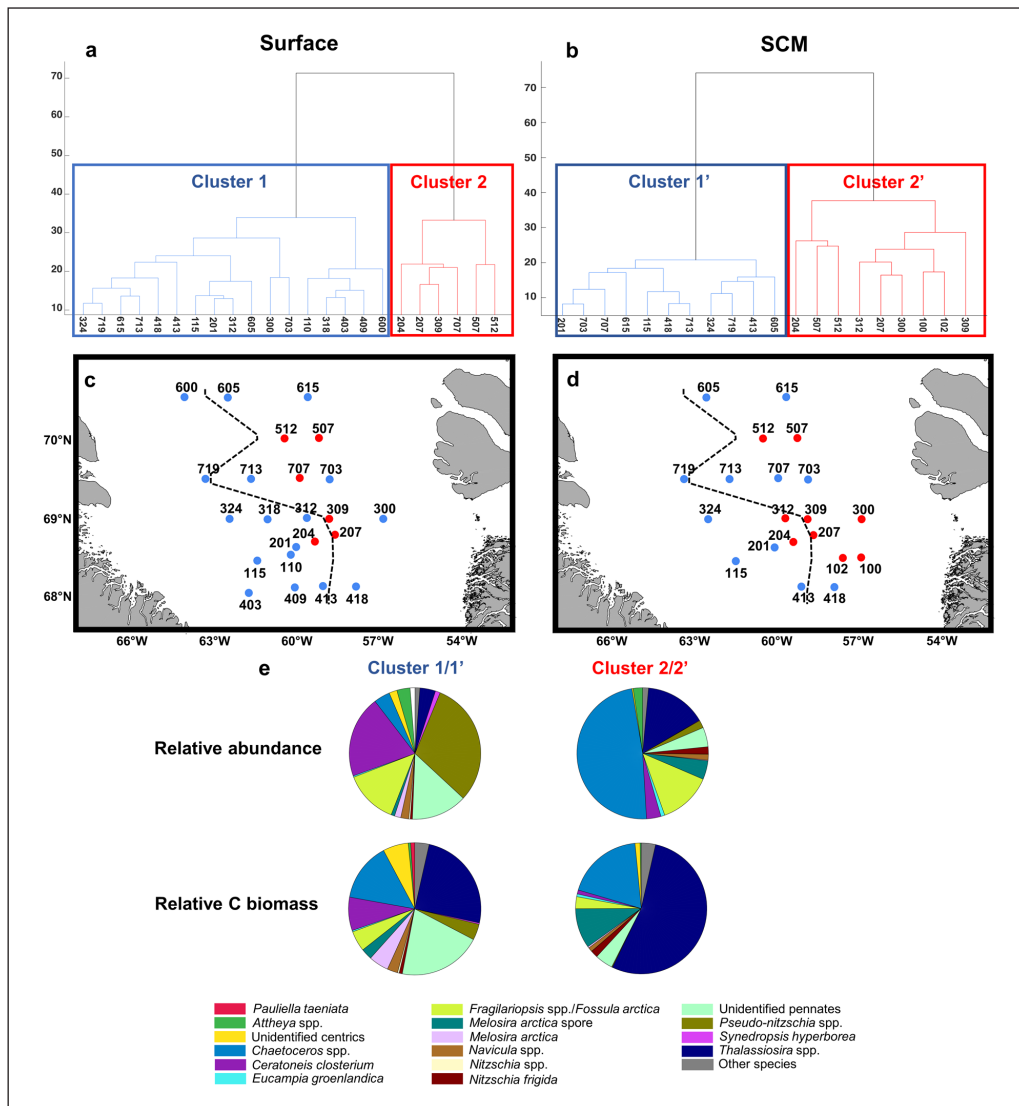 a Surface b SCM
70
60
50
40
30
20
10
Cluster 1
Cluster 2
324 719 615 713 418 413 115 201 312 605 300 703 110 318 403 409 600 204 207 309 707 507 512
70
60
50
40
30
20
10
Cluster 1’
Cluster 2’
201 703 707 615 115 418 713 324 719 413 605 204 507 512 312 207 300 100 102 309
c
600 605 615
512 507
719 713 707 703
324 318 312 309 300
204 207
201
115 110
403 409 413 418
70°N
69°N
68°N
66°W 63°W 60°W 57°W 54°W
d
605 615
512 507
719 713 707 703
324 312 309 300
204 207
201
115 102 100
413 418
66°W 63°W 60°W 57°W 54°W
e Cluster 1/1’ Cluster 2/2’
Relative abundance
Relative C biomass
Pauliella taeniata
Attheya spp.
Unidentified centrics
Chaetoceros spp.
Ceratoneis closterium
Eucampia groenlandica
Fragilariopsis spp./Fossula arctica
Melosira arctica spore
Melosira arctica
Navicula spp.
Nitzschia spp.
Nitzschia frigida
Unidentified pennates
Pseudo-nitzschia spp.
Synedropsis hyperborea
Thalassiosira spp.
Other species